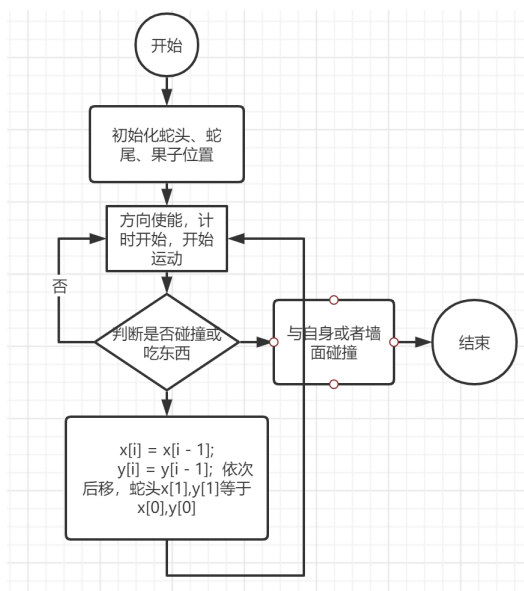 开始
初始化蛇头、蛇
尾、果子位置
方向使能，计
时开始，开始
运动
否
判断是否碰撞或
吃东西
与自身或者墙
面碰撞
结束
x[i] = x[i - 1];
y[i] = y[i - 1]; 依次
后移，蛇头x[1],y[1]等于
x[0],y[0]